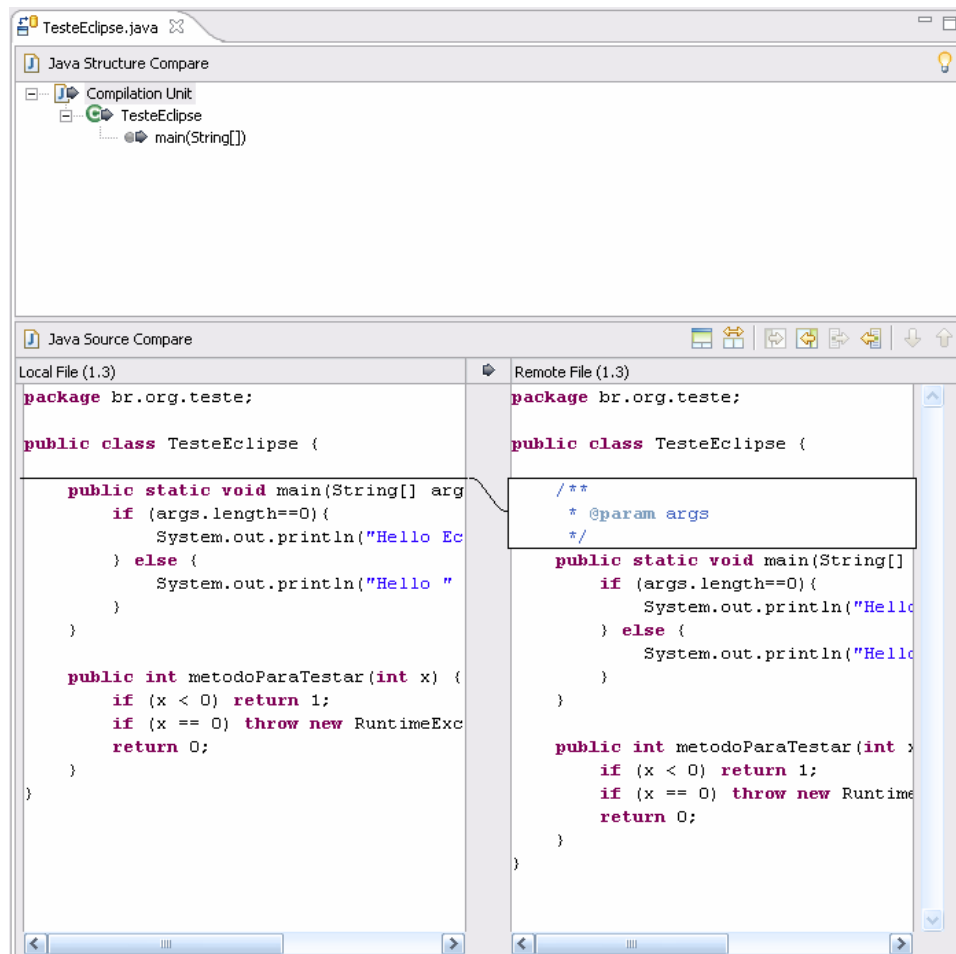 TesteEclipse.java
Java Structure Compare
Compilation Unit
TesteEclipse
main(String[])
Java Source Compare
Local File (1.3)
package br.org.teste;
public class TesteEclipse {
public static void main(String[] arg
if (args.length==0){
System.out.println("Hello Ec
} else {
System.out.println("Hello "
}
}
public int metodoParaTestar(int x) {
if (x < 0) return 1;
if (x == 0) throw new RuntimeExc
return 0;
}
}
Remote File (1.3)
package br.org.teste;
public class TesteEclipse {
/**
* @param args
*/
public static void main(String[]
if (args.length==0){
System.out.println("Hello
} else {
System.out.println("Hello
}
}
public int metodoParaTestar(int x
if (x < 0) return 1;
if (x == 0) throw new Runtime
return 0;
}
}